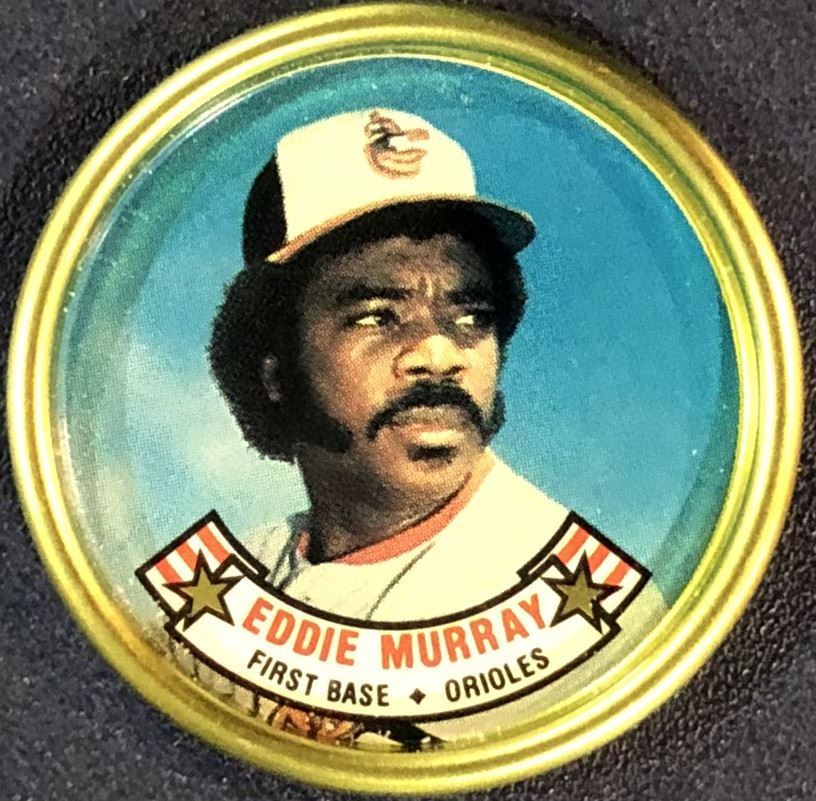 EDDIE MURRAY
FIRST BASE ♦ ORIOLES